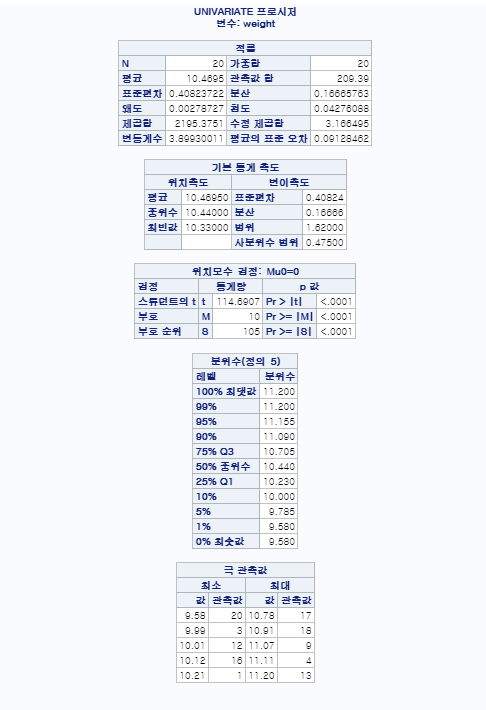 UNIVARIATE 프로시저
변수: weight
적률
N 20 가중합 20
평균 10.4695 관측값 합 209.39
표준편차 0.40823722 분산 0.16665763
왜도 0.00278727 첨도 0.04276088
제곱합 2195.3751 수정 제곱합 3.166495
변동계수 3.89930011 평균의 표준 오차 0.09128462
기본 통계 측도
위치측도 변이측도
평균 10.46950 표준편차 0.40824
중위수 10.44000 분산 0.16666
최빈값 10.33000 범위 1.62000
사분위수 범위 0.47500
위치모수 검정: Mu0=0
검정 통계량 p 값
스튜던트의 t t 114.6907 Pr > |t| <.0001
부호 M 10 Pr >= |M| <.0001
부호 순위 S 105 Pr >= |S| <.0001
분위수(정의 5)
레벨 분위수
100% 최댓값 11.200
99% 11.200
95% 11.155
90% 11.090
75% Q3 10.705
50% 중위수 10.440
25% Q1 10.230
10% 10.000
5% 9.785
1% 9.580
0% 최솟값 9.580
극 관측값
최소 최대
값 관측값 값 관측값
9.58 20 10.78 17
9.99 3 10.91 18
10.01 12 11.07 9
10.12 16 11.11 4
10.21 1 11.20 13